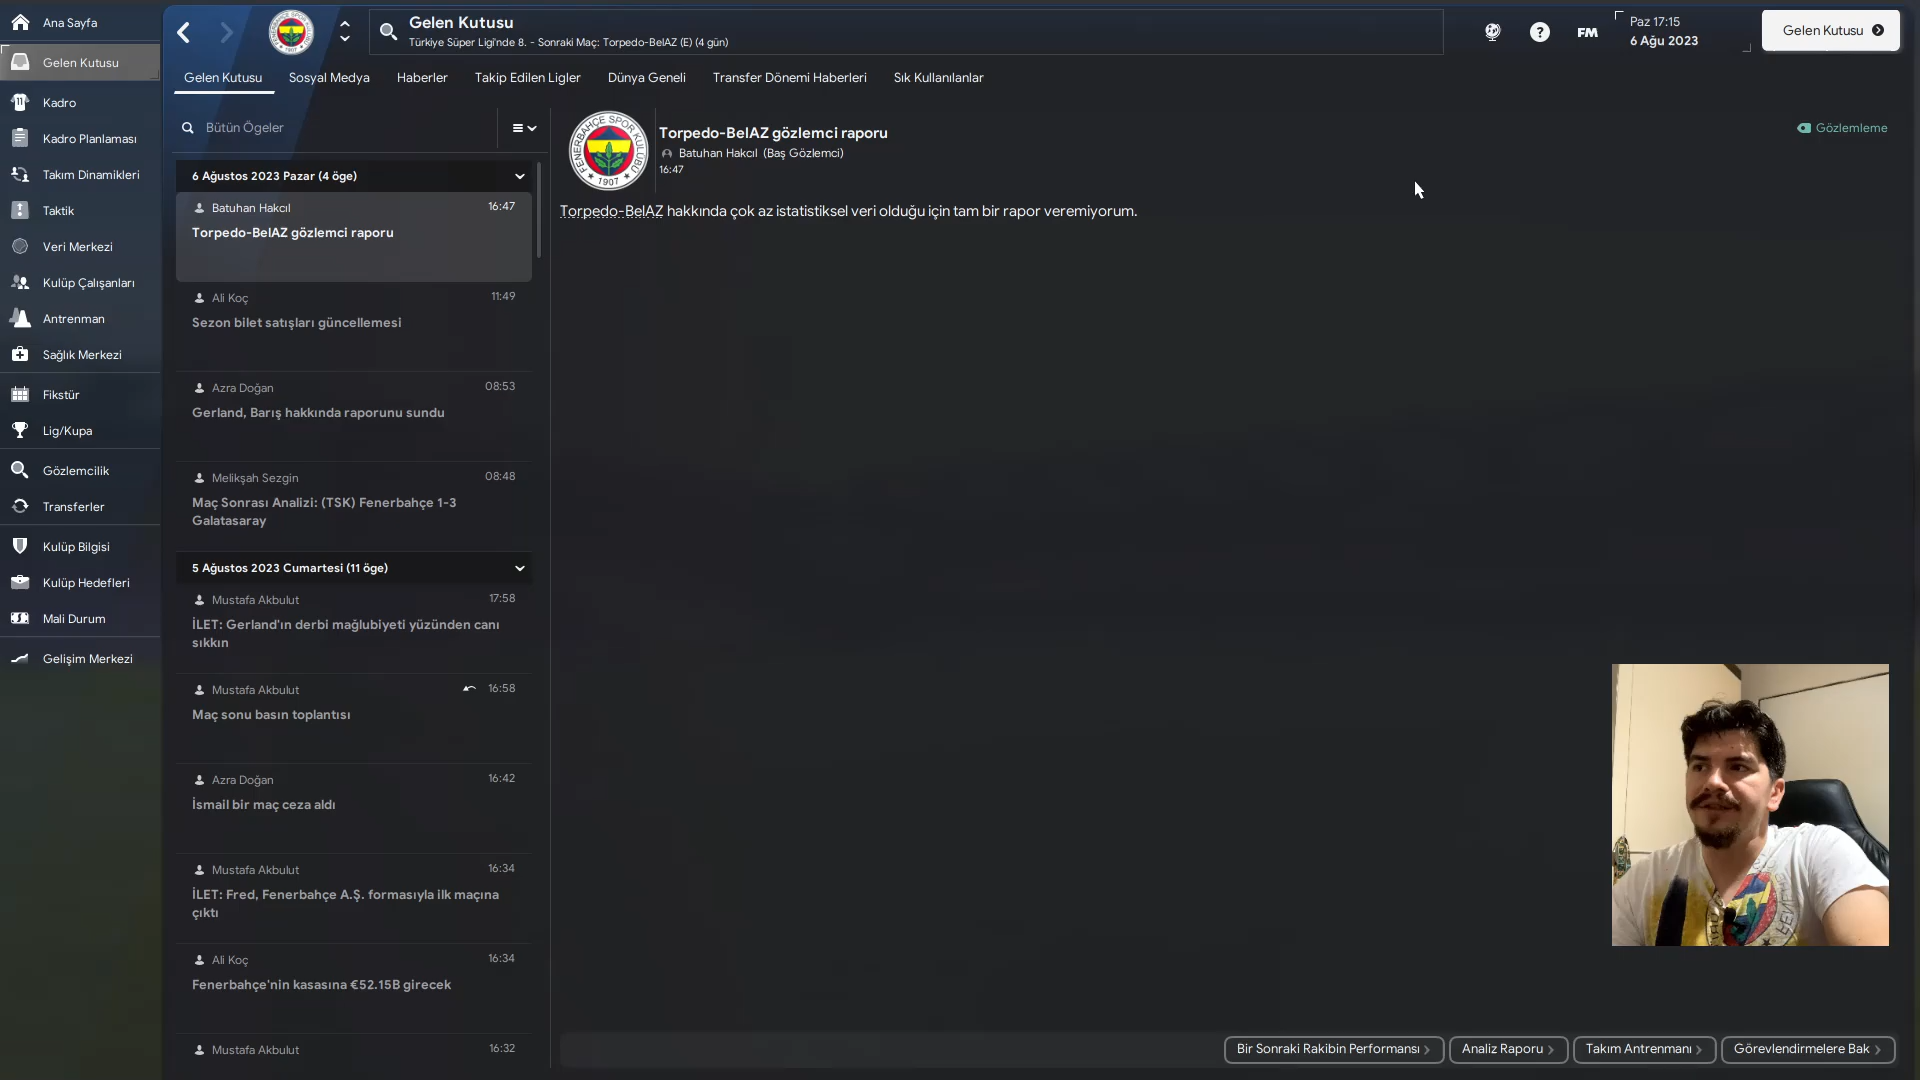 Ana Sayfa
Gelen Kutusu
Kadro
Kadro Planlaması
Takım Dinamikleri
Taktik
Veri Merkezi
Kulüp Çalışanları
Antrenman
Sağlık Merkezi
Fikstür
Lig/Kupa
Gözlemcilik
Transferler
Kulüp Bilgisi
Kulüp Hedefleri
Mali Durum
Gelişim Merkezi
Gelen Kutusu
Türkiye Süper Ligi'nde 8. - Sonraki Maç: Torpedo-BelAZ (E) (4 gün)
FM
Paz 17:15
6 Ağu 2023
Gelen Kutusu
Gelen Kutusu Sosyal Medya Haberler Takip Edilen Ligler Dünya Geneli Transfer Dönemi Haberleri Sık Kullanılanlar
Bütün Ögeler
6 Ağustos 2023 Pazar (4 öge)
Batuhan Hakcıl 16:47
Torpedo-BelAZ gözlemci raporu
Ali Koç 11:49
Sezon bilet satışları güncellemesi
Azra Doğan 08:53
Gerland, Barış hakkında raporunu sundu
Melikşah Sezgin 08:48
Maç Sonrası Analizi: (TSK) Fenerbahçe 1-3
Galatasaray
5 Ağustos 2023 Cumartesi (11 öge)
Mustafa Akbulut 17:58
İLET: Gerland'ın derbi mağlubiyeti yüzünden canı
sıkkın
Mustafa Akbulut 16:58
Maç sonu basın toplantısı
Azra Doğan 16:42
İsmail bir maç ceza aldı
Mustafa Akbulut 16:34
İLET: Fred, Fenerbahçe A.Ş. formasıyla ilk maçına
çıktı
Ali Koç 16:34
Fenerbahçe'nin kasasına €52.15B girecek
Mustafa Akbulut 16:32
FENERBAHÇE SPOR KULÜBÜ
1907
Torpedo-BelAZ gözlemci raporu
Batuhan Hakcıl (Baş Gözlemci)
16:47
Gözlemleme
Torpedo-BelAZ hakkında çok az istatistiksel veri olduğu için tam bir rapor veremiyorum.
Bir Sonraki Rakibin Performansı
Analiz Raporu
Takım Antrenmanı
Görevlendirmelere Bak